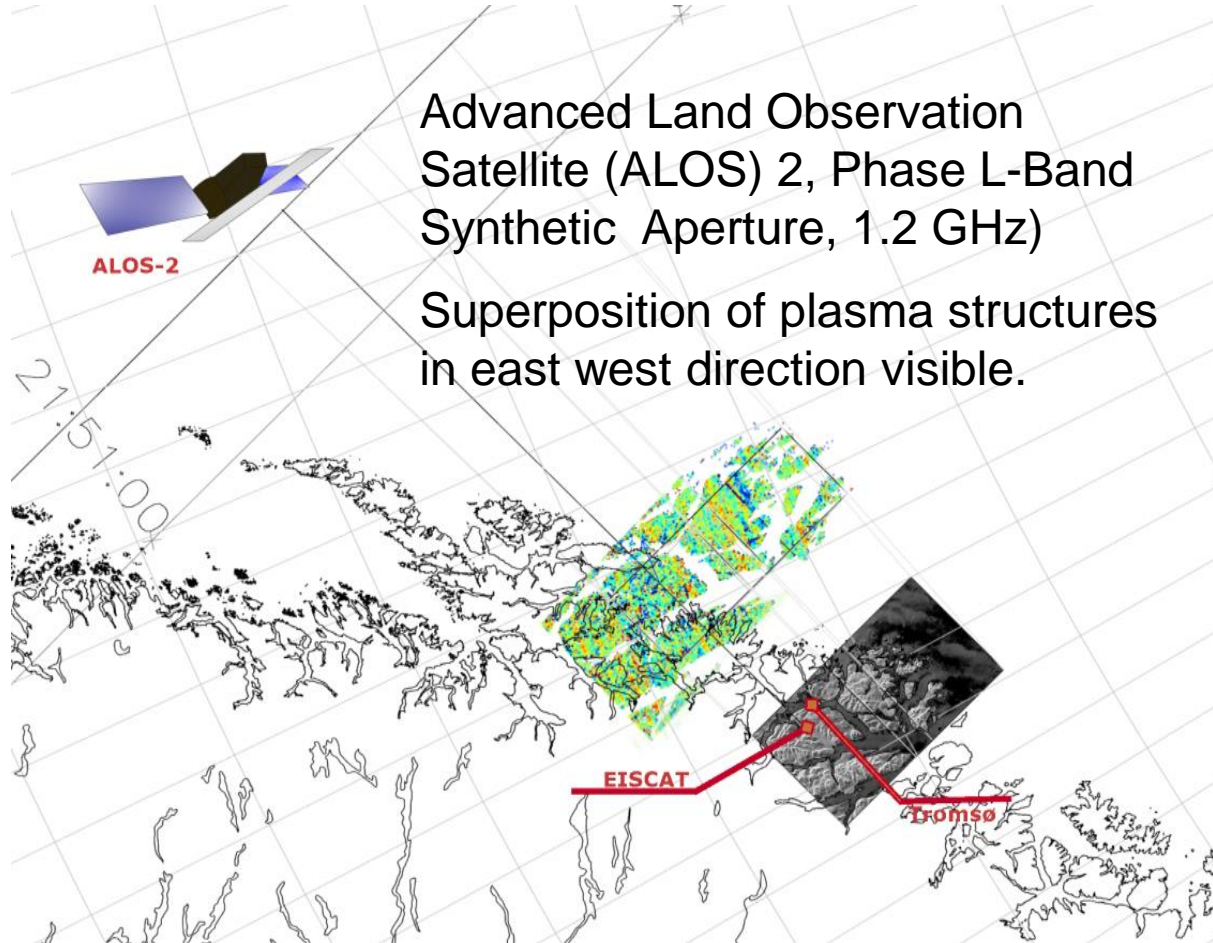 Advanced Land Observation
Satellite (ALOS) 2, Phase L-Band
Synthetic  Aperture, 1.2 GHz)
Superposition of plasma structures
in east west direction visible.
ALOS-2
21:51:00
EISCAT
Tromsø